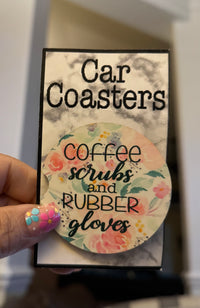 Car
Coasters
COFFEE
scrubs
and
RUBBER
gloves